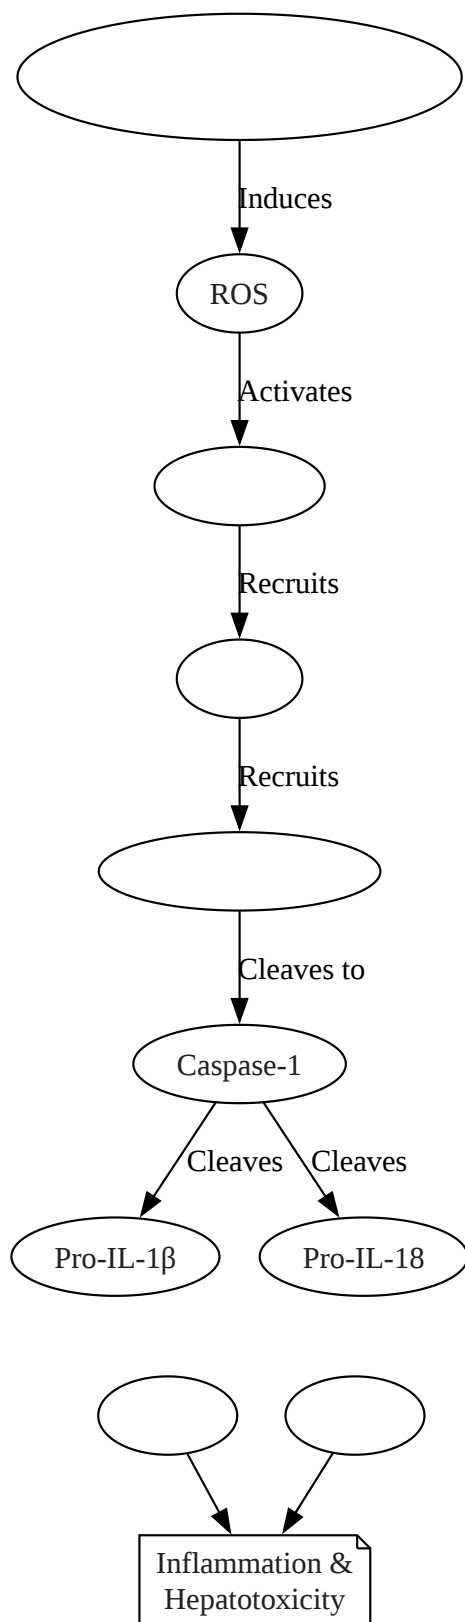 Induces
ROS
Activates
Recruits
Recruits
Cleaves to
Caspase-1
Cleaves Cleaves
Pro-IL-1β Pro-IL-18
Inflammation &
Hepatotoxicity